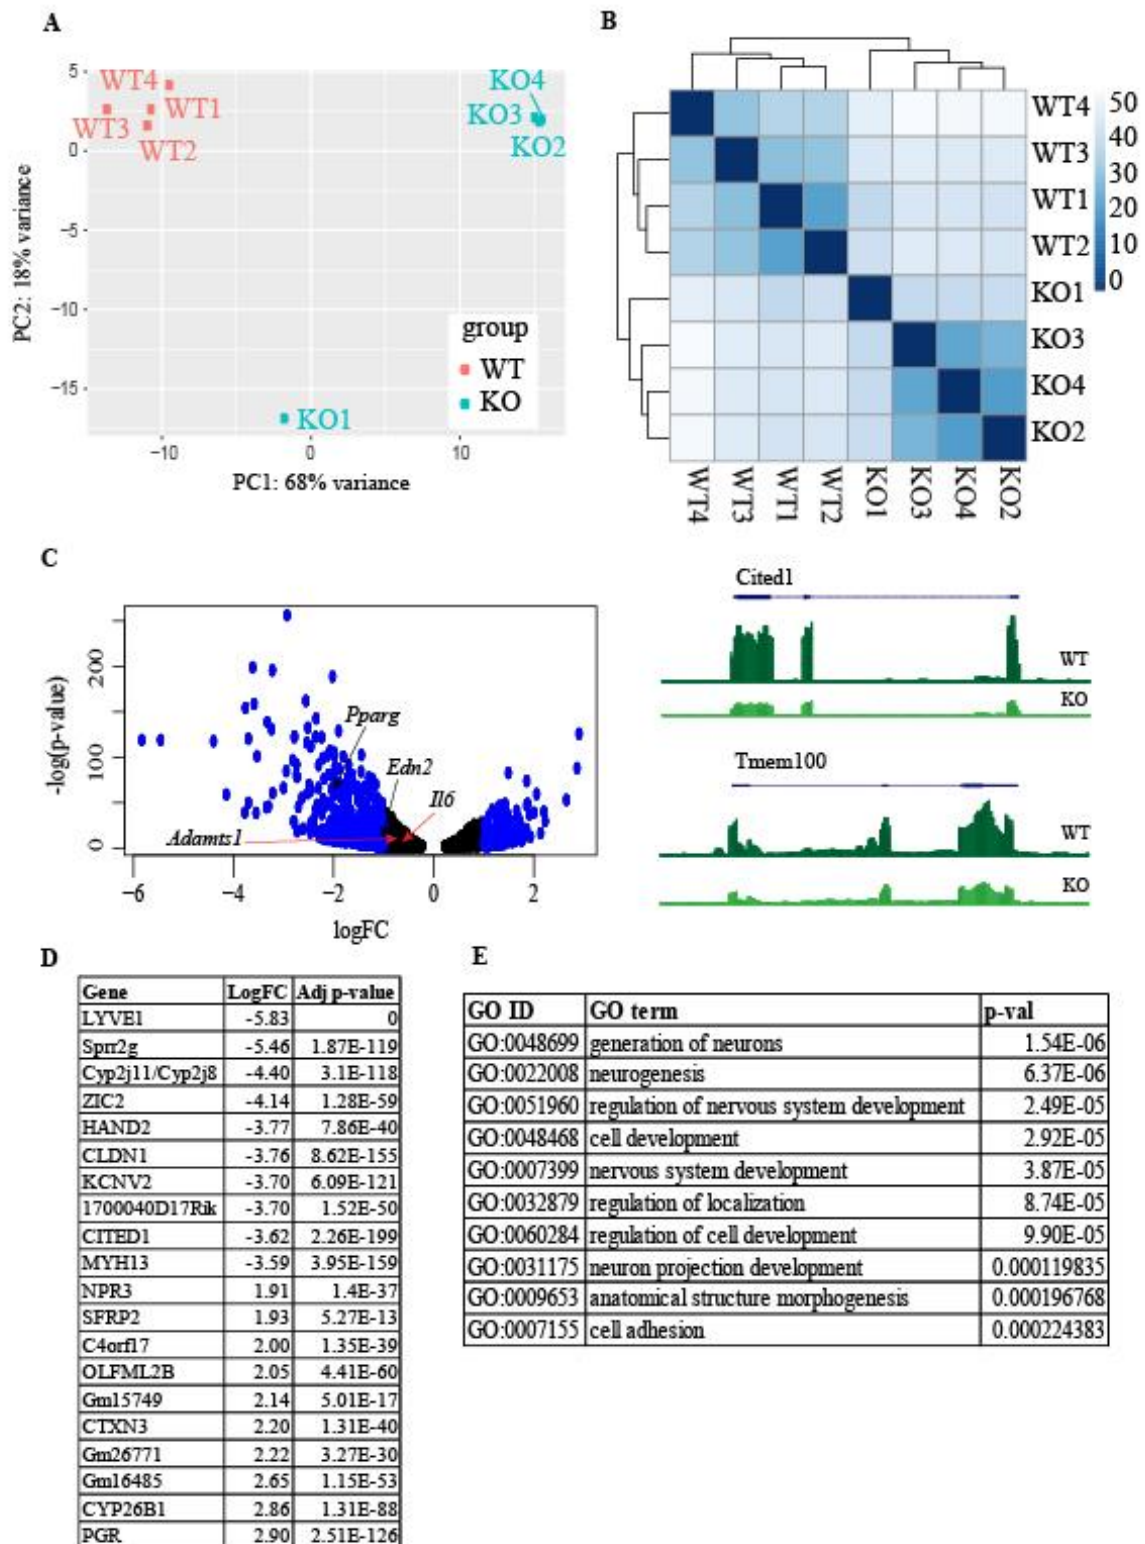 A
5
0
−5
−10
−15
−10
0
10
PC2: 18% variance
PC1: 68% variance
WT4
WT1
WT3
WT2
KO4
KO3
KO2
KO1
group
WT
KO
B
WT4
WT3
WT1
WT2
KO1
KO3
KO4
KO2
WT4
WT3
WT1
WT2
KO1
KO3
KO4
KO2
50
40
30
20
10
0
C
-log(p-value)
200
100
0
−6
−4
−2
0
2
logFC
Pparg
Edn2
Il6
Adamts1
Cited1
WT
KO
Tmem100
WT
KO
D
Gene LogFC Adj p-value
LYVE1 -5.83 0
Sprr2g -5.46 1.87E-119
Cyp2j11/Cyp2j8 -4.40 3.1E-118
ZIC2 -4.14 1.28E-59
HAND2 -3.77 7.86E-40
CLDN1 -3.76 8.62E-155
KCNV2 -3.70 6.09E-121
1700040D17Rik -3.70 1.52E-50
CITED1 -3.62 2.26E-199
MYH13 -3.59 3.95E-159
NPR3 1.91 1.4E-37
SFRP2 1.93 5.27E-13
C4orf17 2.00 1.35E-39
OLFML2B 2.05 4.41E-60
Gm15749 2.14 5.01E-17
CTXN3 2.20 1.31E-40
Gm26771 2.22 3.27E-30
Gm16485 2.65 1.15E-53
CYP26B1 2.86 1.31E-88
PGR 2.90 2.51E-126
E
GO ID GO term p-val
GO:0048699 generation of neurons 1.54E-06
GO:0022008 neurogenesis 6.37E-06
GO:0051960 regulation of nervous system development 2.49E-05
GO:0048468 cell development 2.92E-05
GO:0007399 nervous system development 3.87E-05
GO:0032879 regulation of localization 8.74E-05
GO:0060284 regulation of cell development 9.90E-05
GO:0031175 neuron projection development 0.000119835
GO:0009653 anatomical structure morphogenesis 0.000196768
GO:0007155 cell adhesion 0.000224383